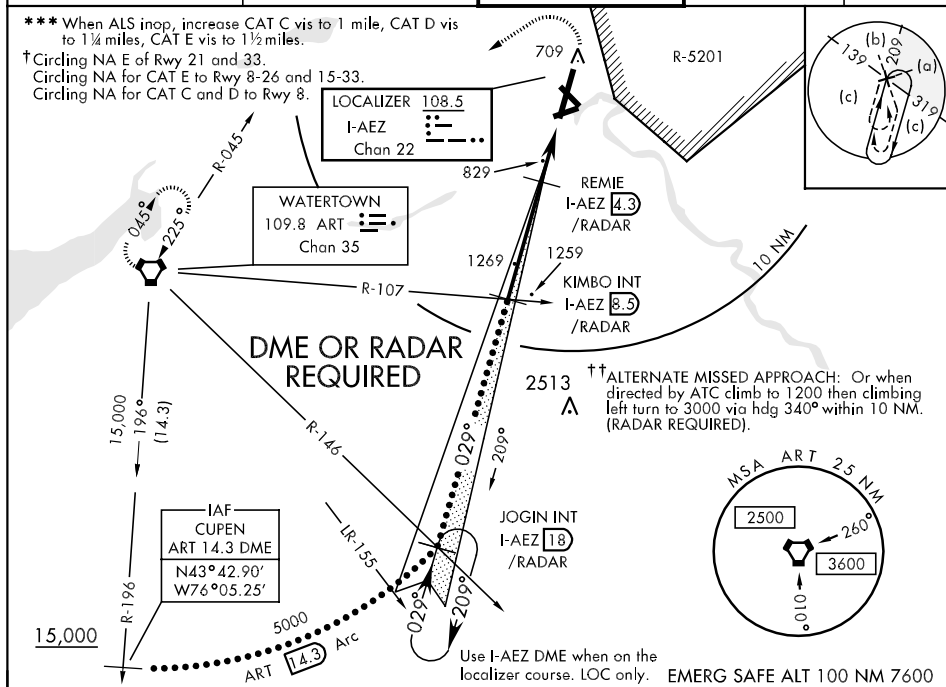 *** When ALS inop, increase CAT C vis to 1 mile, CAT D vis
to 1¼ miles, CAT E vis to 1½ miles.
† Circling NA E of Rwy 21 and 33.
Circling NA for CAT E to Rwy 8-26 and 15-33.
Circling NA for CAT C and D to Rwy 8.
709
R-5201
(b)
209
139
(a)
319
(c)
(c)
LOCALIZER 108.5
I-AEZ
Chan 22
R-045
829
REMIE
I-AEZ 4.3
/RADAR
WATERTOWN
109.8 ART
Chan 35
045°
225°
1269
1259
10 NM
KIMBO INT
I-AEZ 8.5
/RADAR
R-107
DME OR RADAR
REQUIRED
2513
†† ALTERNATE MISSED APPROACH: Or when
directed by ATC climb to 1200 then climbing
left turn to 3000 via hdg 340° within 10 NM.
(RADAR REQUIRED).
15,000
196°
(14.3)
R-146
029°
209°
MSA ART 25 NM
2500
260°
3600
010°
IAF
CUPEN
ART 14.3 DME
N43°42.90'
W76°05.25'
LR-155
JOGIN INT
I-AEZ 18
/RADAR
R-196
029°
209°
15,000
5000
ART 14.3 Arc
Use I-AEZ DME when on the
localizer course. LOC only.
EMERG SAFE ALT 100 NM 7600